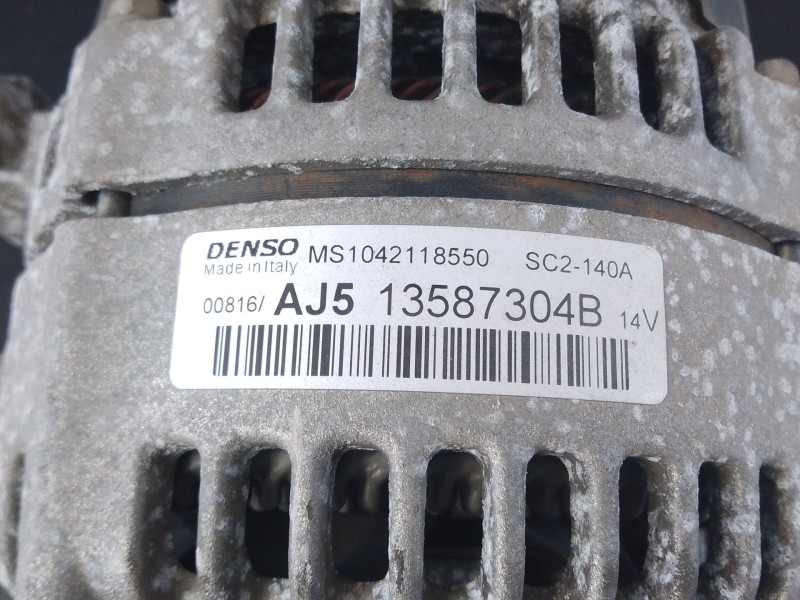 DENSO MS1042118550 SC2-140A
Made in Italy
00816/ AJ5 13587304B 14V